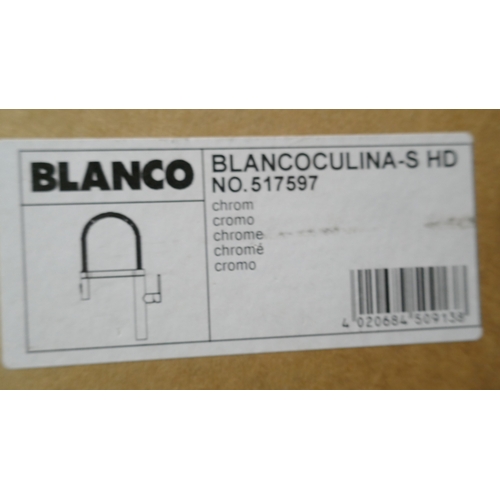 BLANCO
BLANCOCULINA-S HD
NO.517597
chrom
cromo
chrome
chromé
cromo
4 020684 509138